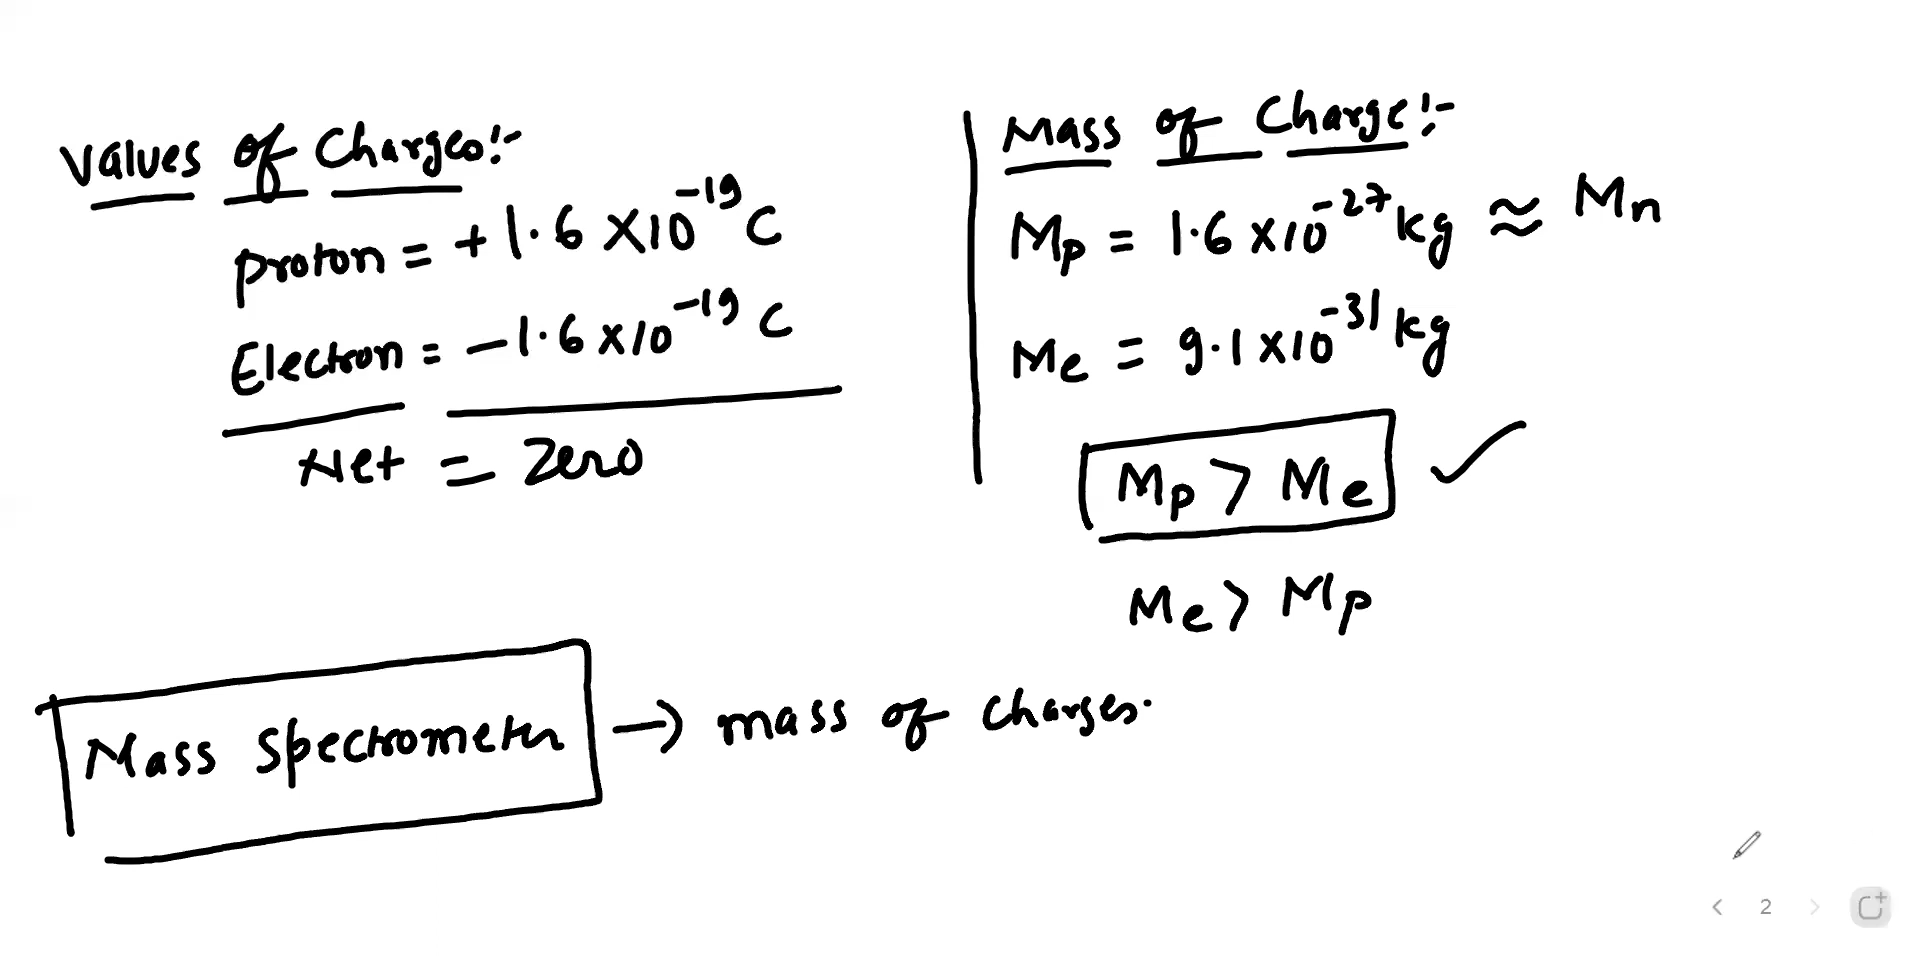 Values of Charges:-
Proton = +1.6 X10⁻¹⁹ C
Electron = -1.6 X10⁻¹⁹ C
Net = Zero
Mass of Charge:-
Mp = 1.6 X10⁻²⁷ kg ≈ Mn
Me = 9.1 X10⁻³¹ kg
Mp > Me ✓
Me > Mp
Mass Spectrometer → mass of charges.
< 2 >